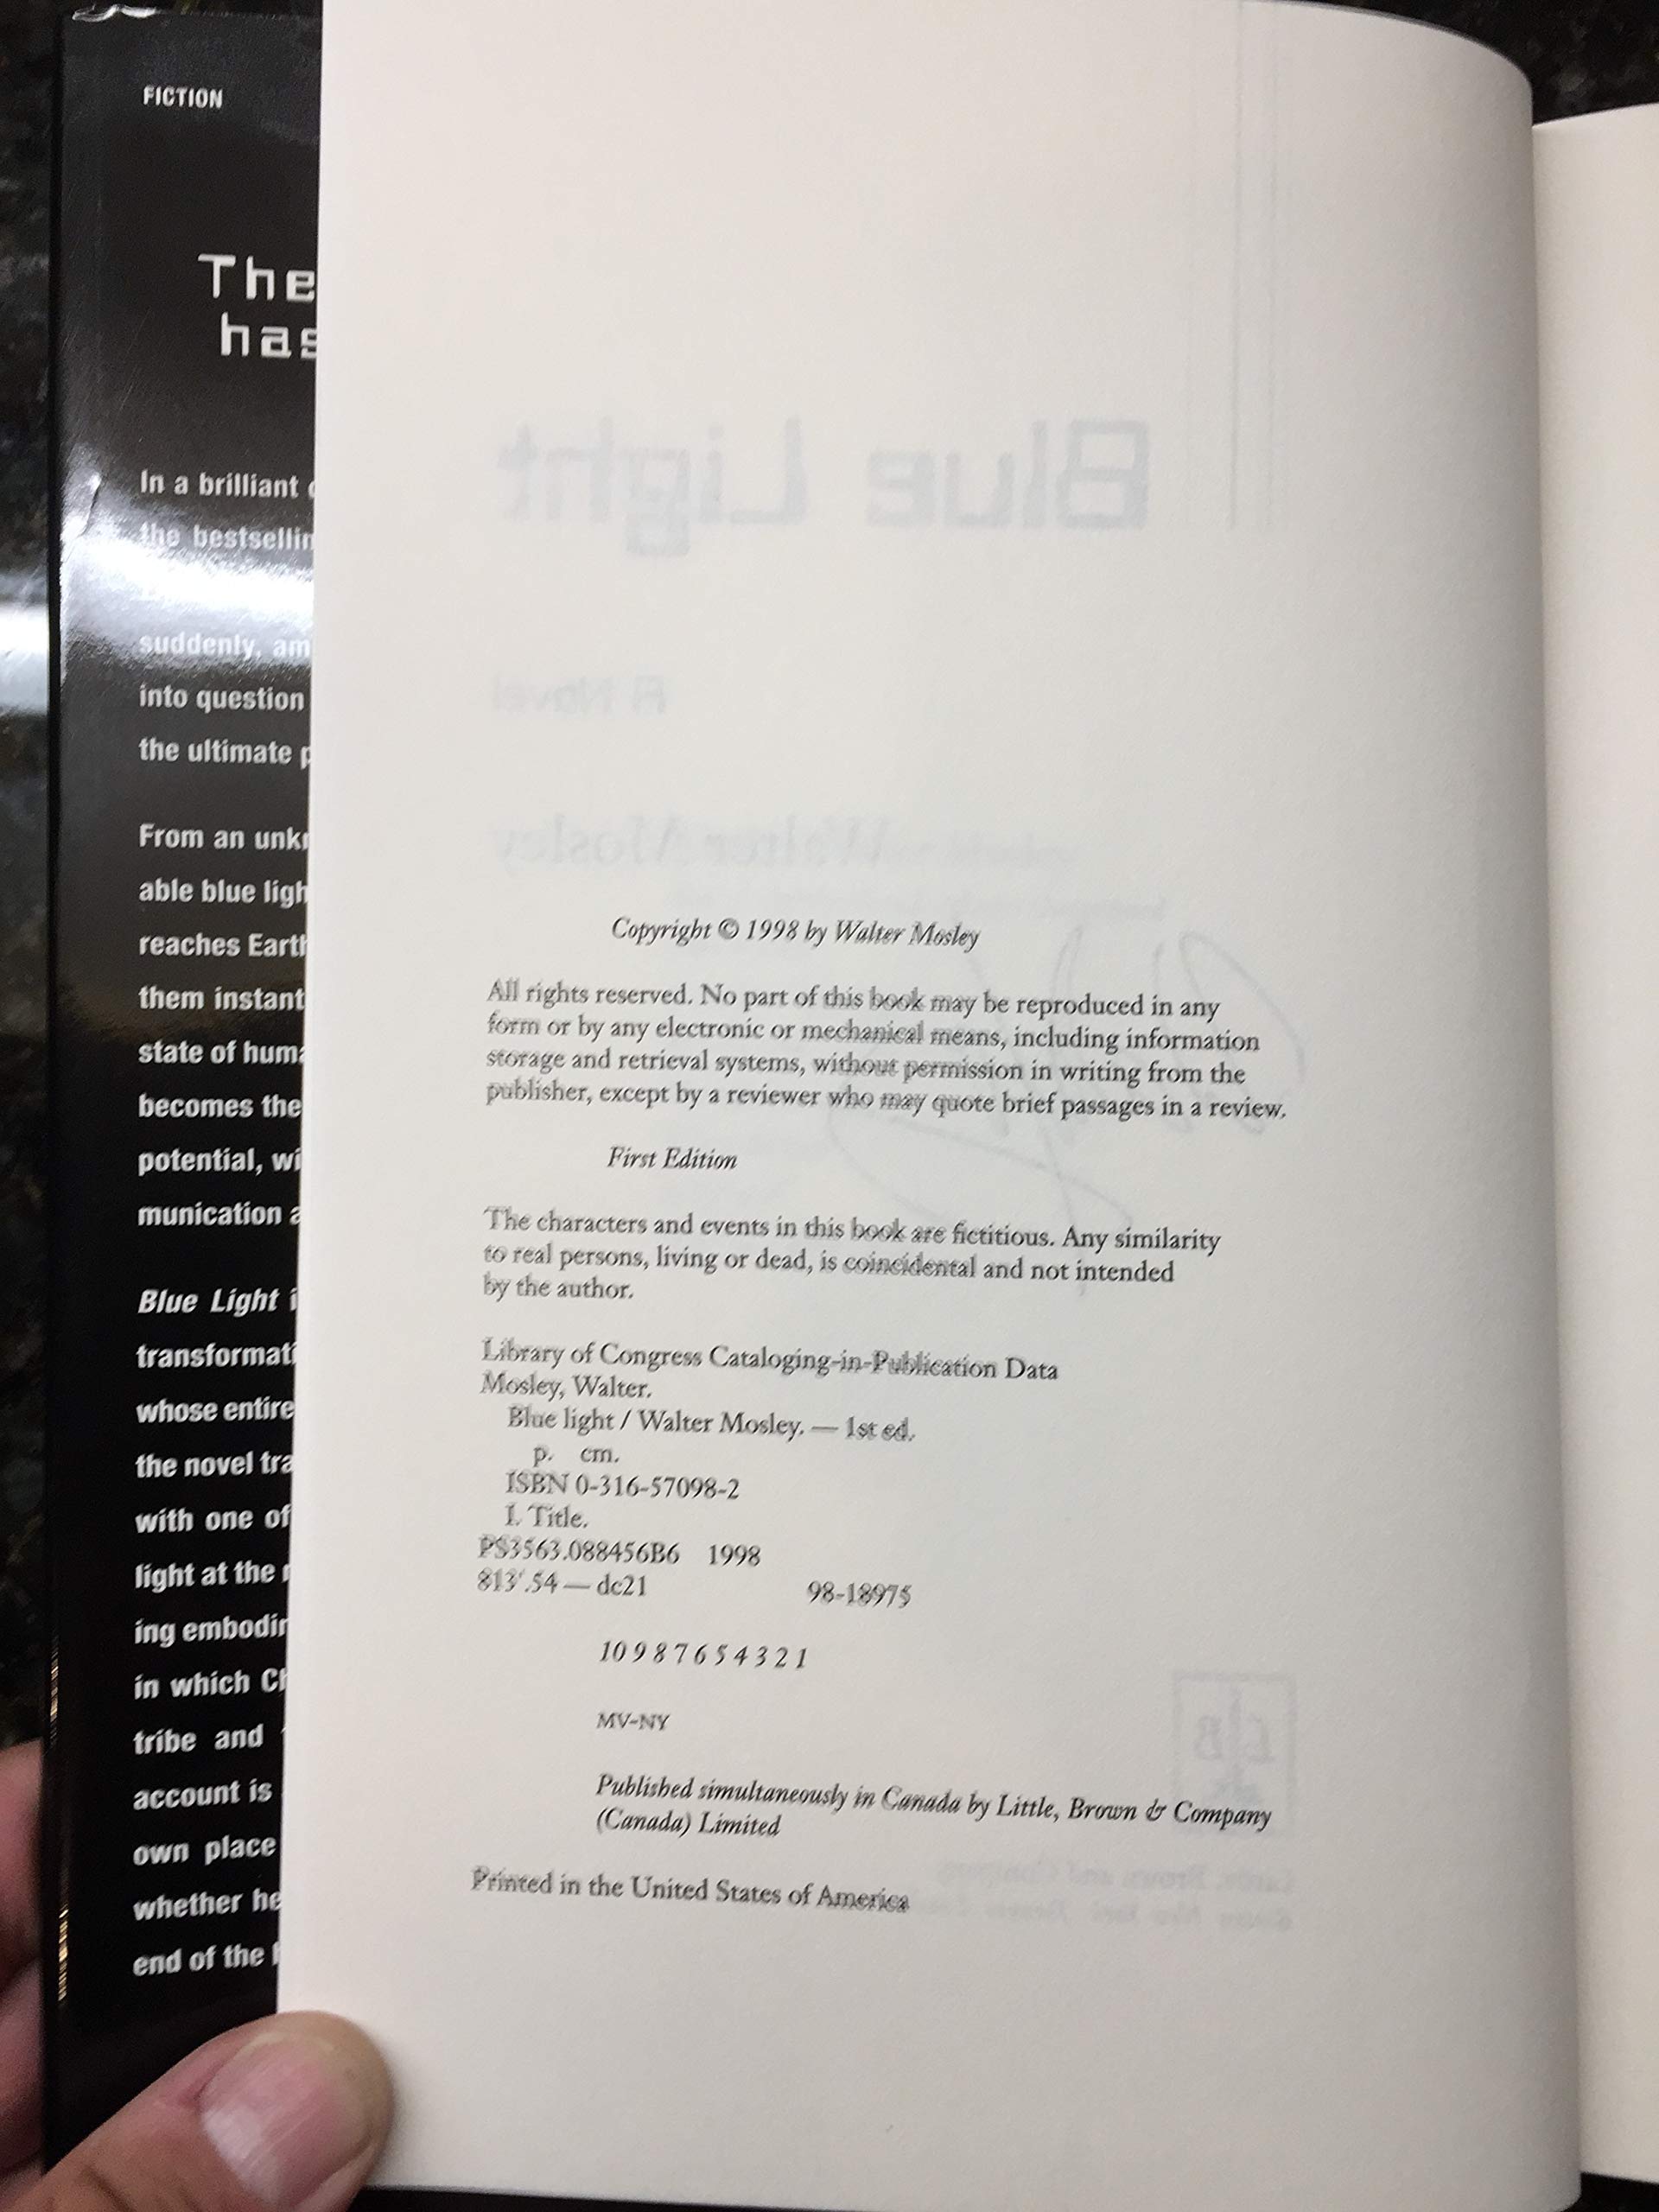 FICTION
The
has
In a brilliant
the bestsellin
suddenly, am
into question
the ultimate p
From an unk
able blue ligh
reaches Earth
them instant
state of huma
becomes the
potential, wi
munication a
Blue Light i
transformati
whose entire
the novel tra
with one of
light at the
ing embodin
in which Ch
tribe and
account is
own place
whether he
end of the
Blue Light
A Novel
Walter Mosley
Copyright © 1998 by Walter Mosley
All rights reserved. No part of this book may be reproduced in any
form or by any electronic or mechanical means, including information
storage and retrieval systems, without permission in writing from the
publisher, except by a reviewer who may quote brief passages in a review.
First Edition
The characters and events in this book are fictitious. Any similarity
to real persons, living or dead, is coincidental and not intended
by the author.
Library of Congress Cataloging-in-Publication Data
Mosley, Walter.
Blue light / Walter Mosley. — 1st ed.
p. cm.
ISBN 0-316-57098-2
I. Title.
PS3563.088456B6 1998
813'.54 — dc21 98-18975
10 9 8 7 6 5 4 3 2 1
MV-NY
Published simultaneously in Canada by Little, Brown & Company
(Canada) Limited
Printed in the United States of America